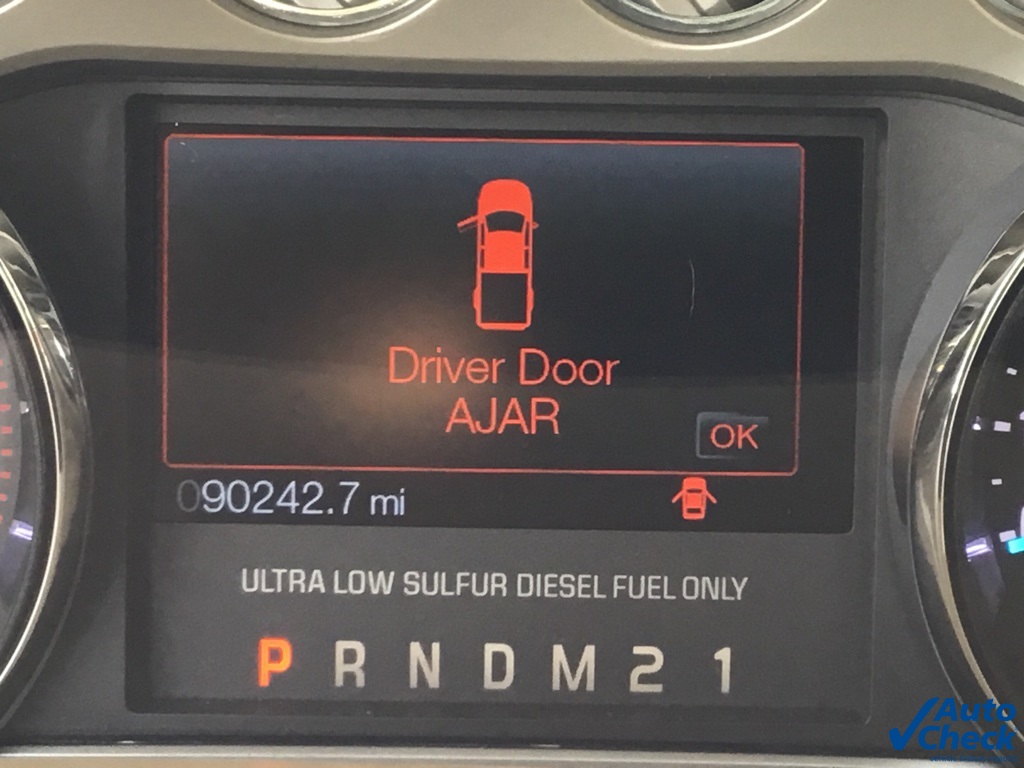 Driver Door
AJAR
OK
090242.7 mi
ULTRA LOW SULFUR DIESEL FUEL ONLY
P R N D M 2 1
Auto
Check